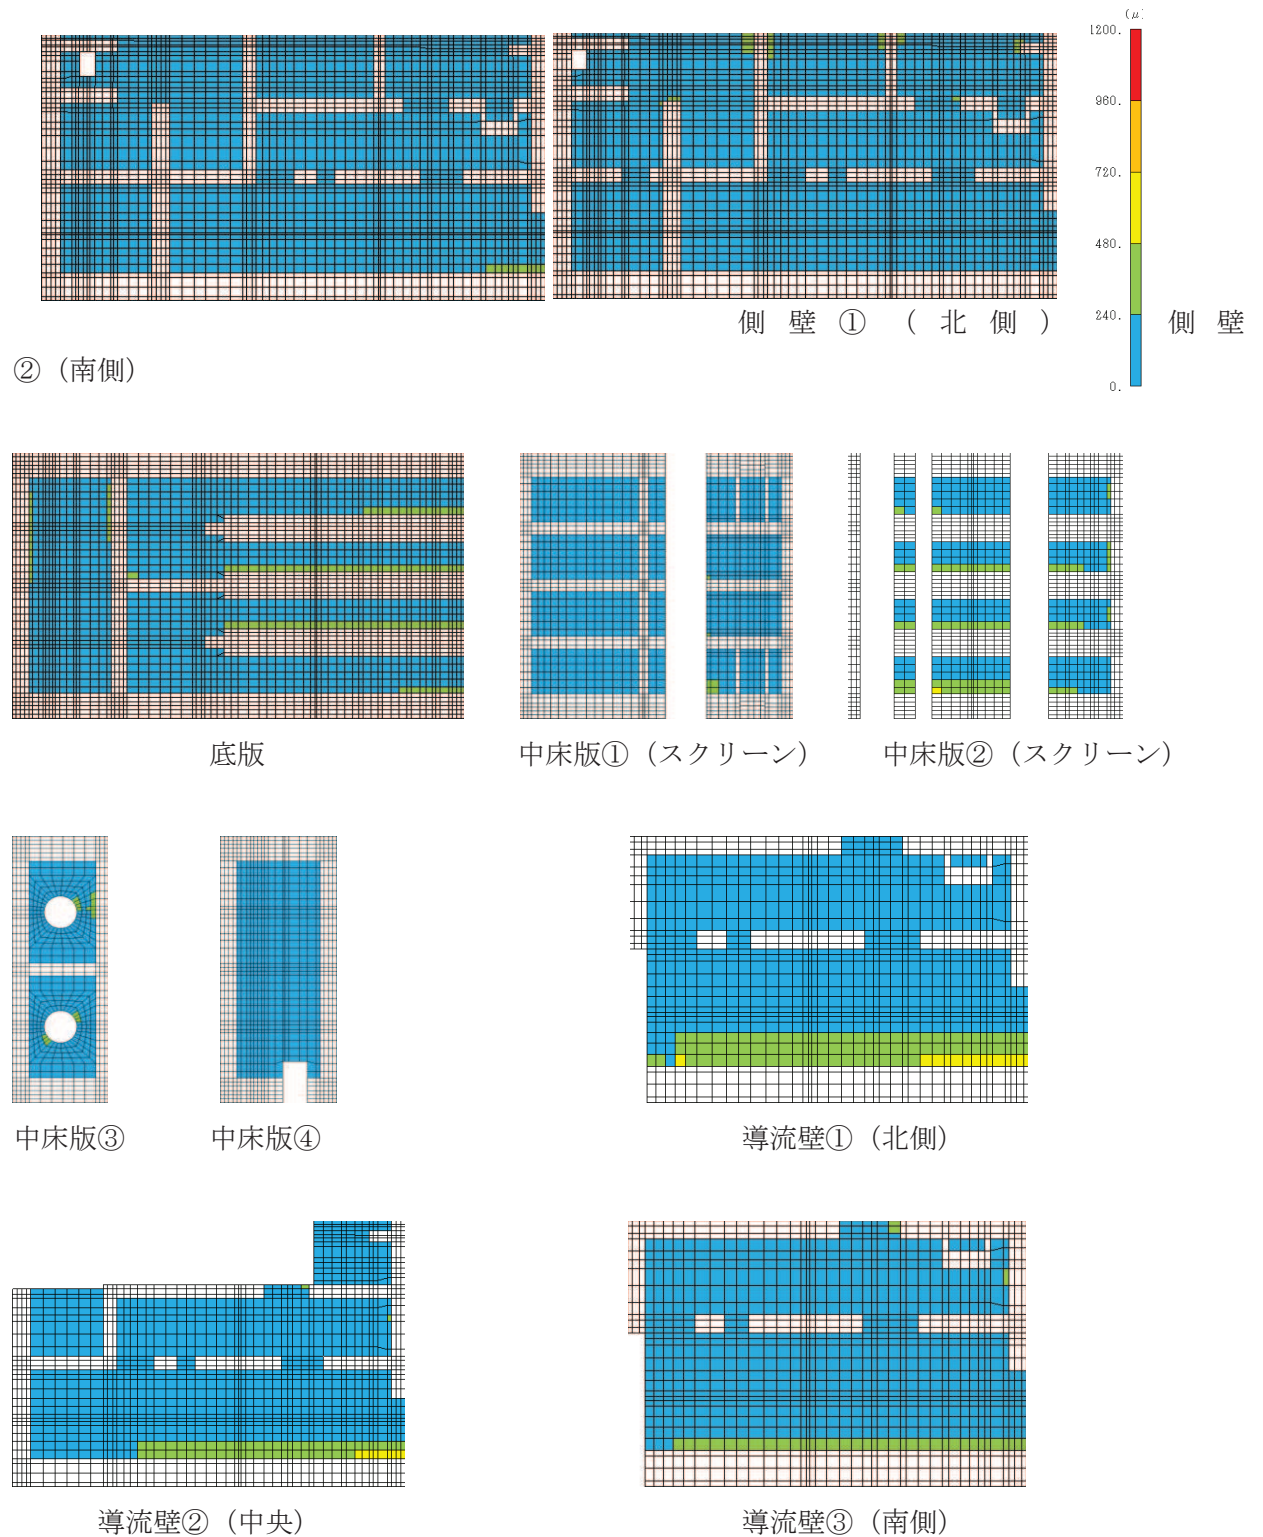 (μ)
1200.
960.
720.
480.
240.
0.
側 壁 ① ( 北 側 ) 側 壁
②（南側）
底版 中床版①（スクリーン） 中床版②（スクリーン）
中床版③ 中床版④ 導流壁①（北側）
導流壁②（中央） 導流壁③（南側）